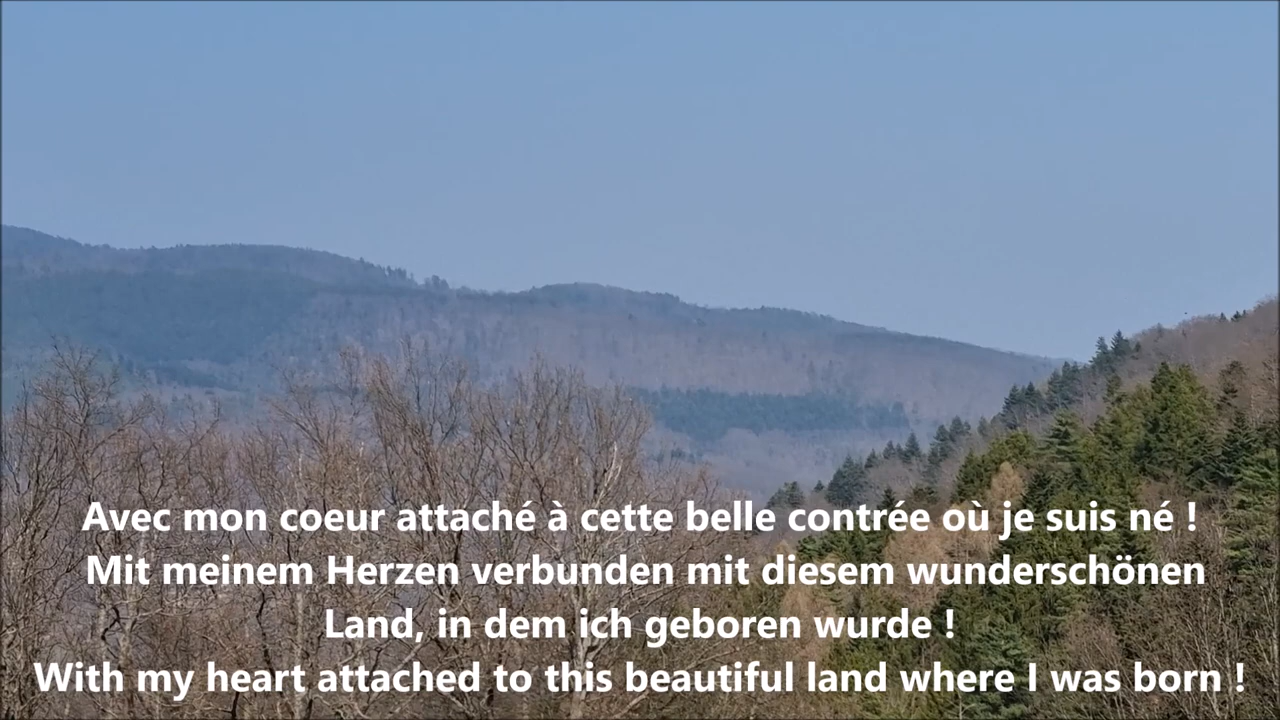 Avec mon coeur attaché à cette belle contrée où je suis né !
Mit meinem Herzen verbunden mit diesem wunderschönen
Land, in dem ich geboren wurde !
With my heart attached to this beautiful land where I was born !